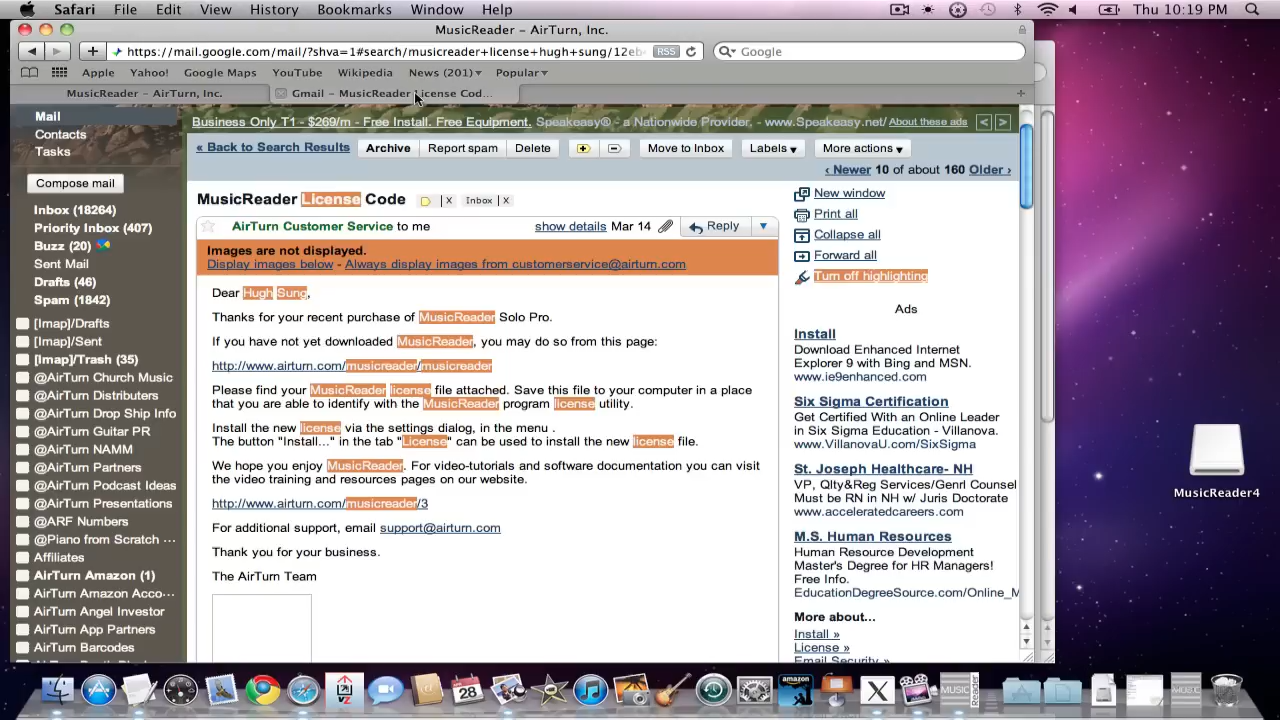 Safari File Edit View History Bookmarks Window Help Thu 10:19 PM
MusicReader – AirTurn, Inc.
https://mail.google.com/mail/?shva=1#search/musicreader+license+hugh+sung/12eb RSS Google
Apple Yahoo! Google Maps YouTube Wikipedia News (201) Popular
MusicReader – AirTurn, Inc. Gmail – MusicReader License Cod...
Mail
Contacts
Tasks
Compose mail
Inbox (18264)
Priority Inbox (407)
Buzz (20)
Sent Mail
Drafts (46)
Spam (1842)
[Imap]/Drafts
[Imap]/Sent
[Imap]/Trash (35)
@AirTurn Church Music
@AirTurn Distributers
@AirTurn Drop Ship Info
@AirTurn Guitar PR
@AirTurn NAMM
@AirTurn Partners
@AirTurn Podcast Ideas
@AirTurn Presentations
@ARF Numbers
@Piano from Scratch ...
Affiliates
AirTurn Amazon (1)
AirTurn Amazon Acco...
AirTurn Angel Investor
AirTurn App Partners
AirTurn Barcodes
Business Only T1 - $269/m - Free Install. Free Equipment. Speakeasy® - a Nationwide Provider. - www.Speakeasy.net/ About these ads < >
« Back to Search Results Archive Report spam Delete Move to Inbox Labels More actions
‹ Newer 10 of about 160 Older ›
MusicReader License Code | X Inbox | X
AirTurn Customer Service to me show details Mar 14 Reply
Images are not displayed.
Display images below - Always display images from customerservice@airturn.com
Dear Hugh Sung,
Thanks for your recent purchase of MusicReader Solo Pro.
If you have not yet downloaded MusicReader, you may do so from this page:
http://www.airturn.com/musicreader/musicreader
Please find your MusicReader license file attached. Save this file to your computer in a place
that you are able to identify with the MusicReader program license utility.
Install the new license via the settings dialog, in the menu .
The button "Install..." in the tab "License" can be used to install the new license file.
We hope you enjoy MusicReader. For video-tutorials and software documentation you can visit
the video training and resources pages on our website.
http://www.airturn.com/musicreader/3
For additional support, email support@airturn.com
Thank you for your business.
The AirTurn Team
New window
Print all
Collapse all
Forward all
Turn off highlighting
Ads
Install
Download Enhanced Internet
Explorer 9 with Bing and MSN.
www.ie9enhanced.com
Six Sigma Certification
Get Certified With an Online Leader
in Six Sigma Education - Villanova.
www.VillanovaU.com/SixSigma
St. Joseph Healthcare- NH
VP, Qlty&Reg Services/Genrl Counsel
Must be RN in NH w/ Juris Doctorate
www.acceleratedcareers.com
M.S. Human Resources
Human Resource Development
Master's Degree for HR Managers!
Free Info.
EducationDegreeSource.com/Online_M
More about...
Install »
License »
Email Security »
MusicReader4
28
amazon
MUSIC
Reader